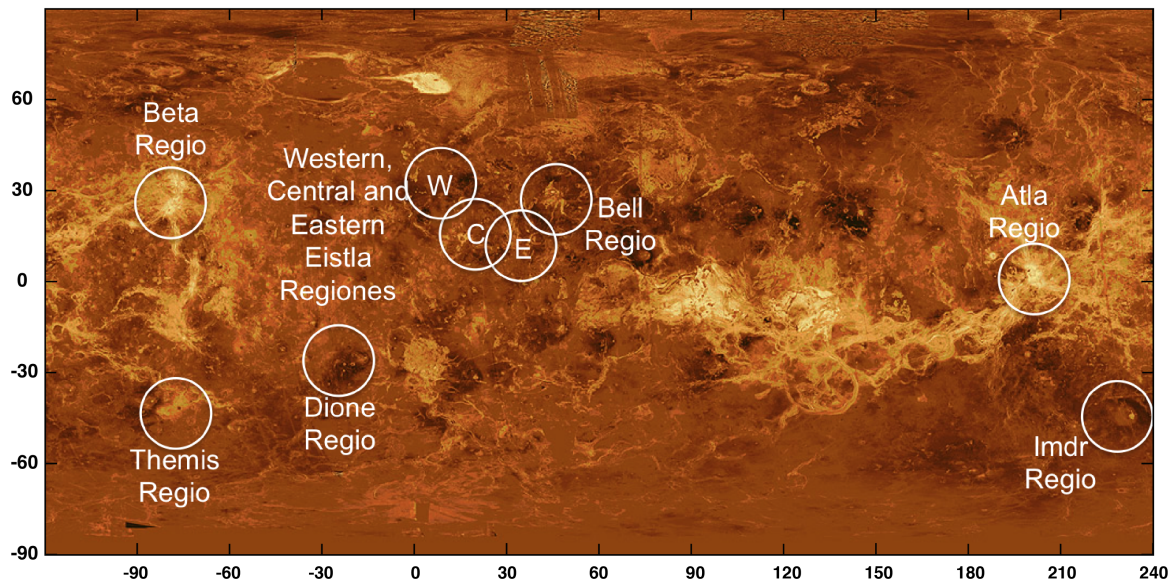 60
30
0
-30
-60
-90
Beta
Regio
Western,
Central and
Eastern
Eistla
Regiones
W
C
E
Bell
Regio
Atla
Regio
Dione
Regio
Themis
Regio
Imdr
Regio
-90 -60 -30 0 30 60 90 120 150 180 210 240